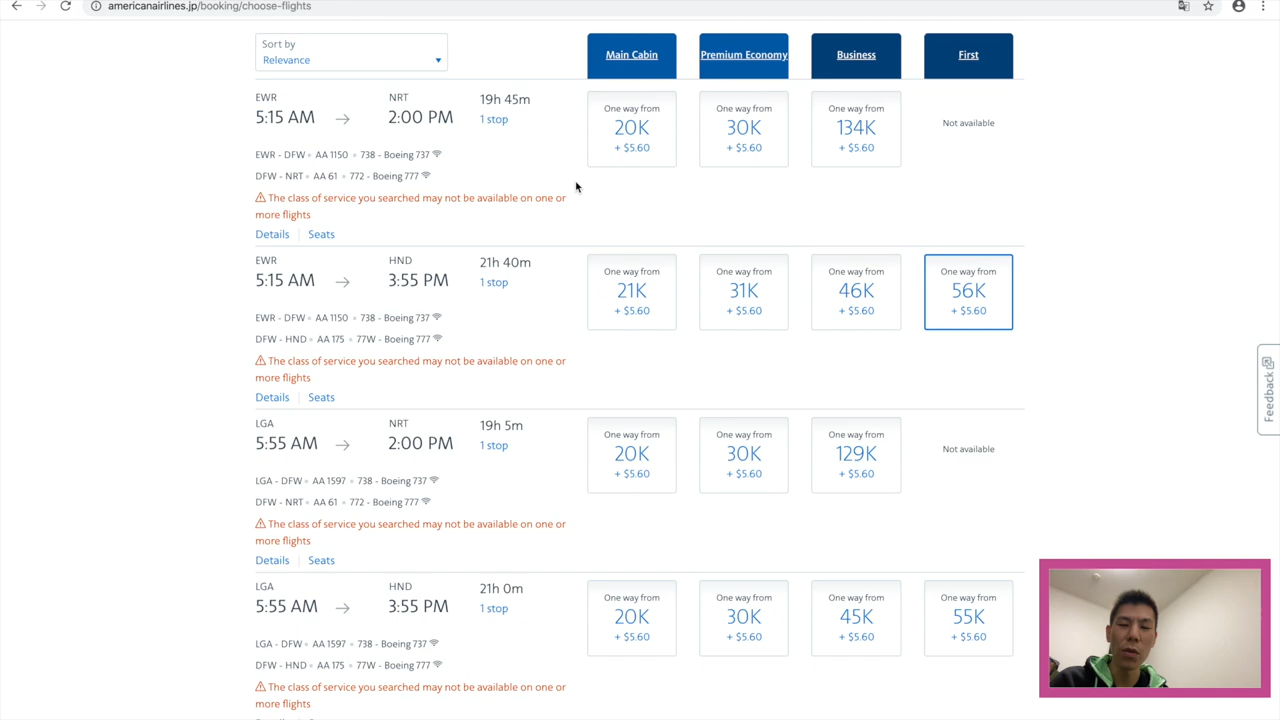 americanairlines.jp/booking/choose-flights
Sort by
Relevance
Main Cabin
Premium Economy
Business
First
EWR
5:15 AM
NRT
2:00 PM
19h 45m
1 stop
EWR - DFW • AA 1150 • 738 - Boeing 737
DFW - NRT • AA 61 • 772 - Boeing 777
The class of service you searched may not be available on one or
more flights
Details | Seats
One way from
20K
+ $5.60
One way from
30K
+ $5.60
One way from
134K
+ $5.60
Not available
EWR
5:15 AM
HND
3:55 PM
21h 40m
1 stop
EWR - DFW • AA 1150 • 738 - Boeing 737
DFW - HND • AA 175 • 77W - Boeing 777
The class of service you searched may not be available on one or
more flights
Details | Seats
One way from
21K
+ $5.60
One way from
31K
+ $5.60
One way from
46K
+ $5.60
One way from
56K
+ $5.60
LGA
5:55 AM
NRT
2:00 PM
19h 5m
1 stop
LGA - DFW • AA 1597 • 738 - Boeing 737
DFW - NRT • AA 61 • 772 - Boeing 777
The class of service you searched may not be available on one or
more flights
Details | Seats
One way from
20K
+ $5.60
One way from
30K
+ $5.60
One way from
129K
+ $5.60
Not available
LGA
5:55 AM
HND
3:55 PM
21h 0m
1 stop
LGA - DFW • AA 1597 • 738 - Boeing 737
DFW - HND • AA 175 • 77W - Boeing 777
The class of service you searched may not be available on one or
more flights
One way from
20K
+ $5.60
One way from
30K
+ $5.60
One way from
45K
+ $5.60
One way from
55K
+ $5.60
Feedback